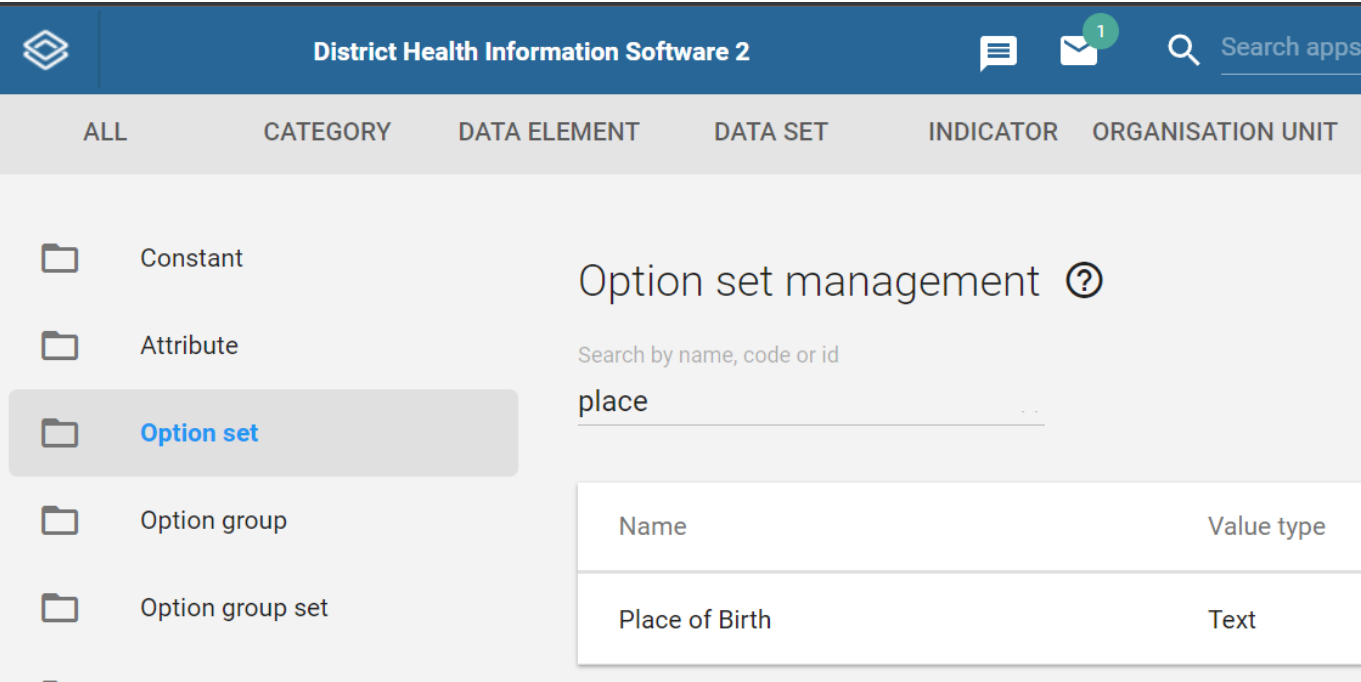 District Health Information Software 2
1
Search apps
ALL CATEGORY DATA ELEMENT DATA SET INDICATOR ORGANISATION UNIT
Constant
Attribute
Option set
Option group
Option group set
Option set management ?
Search by name, code or id
place
Name Value type
Place of Birth Text